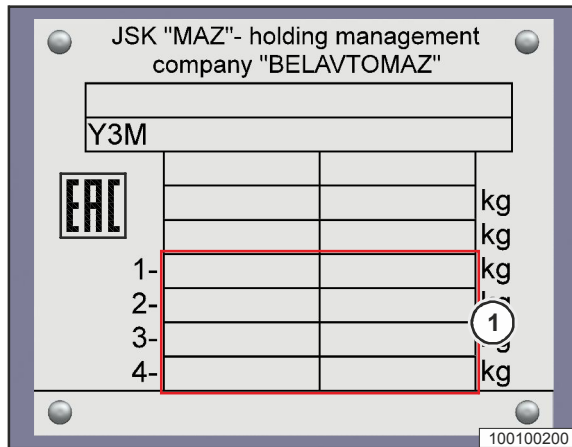 JSK "MAZ"- holding management
company "BELAVTOMAZ"
Y3M
EAC
kg
kg
1- kg
2-
1
3-
4- kg
100100200